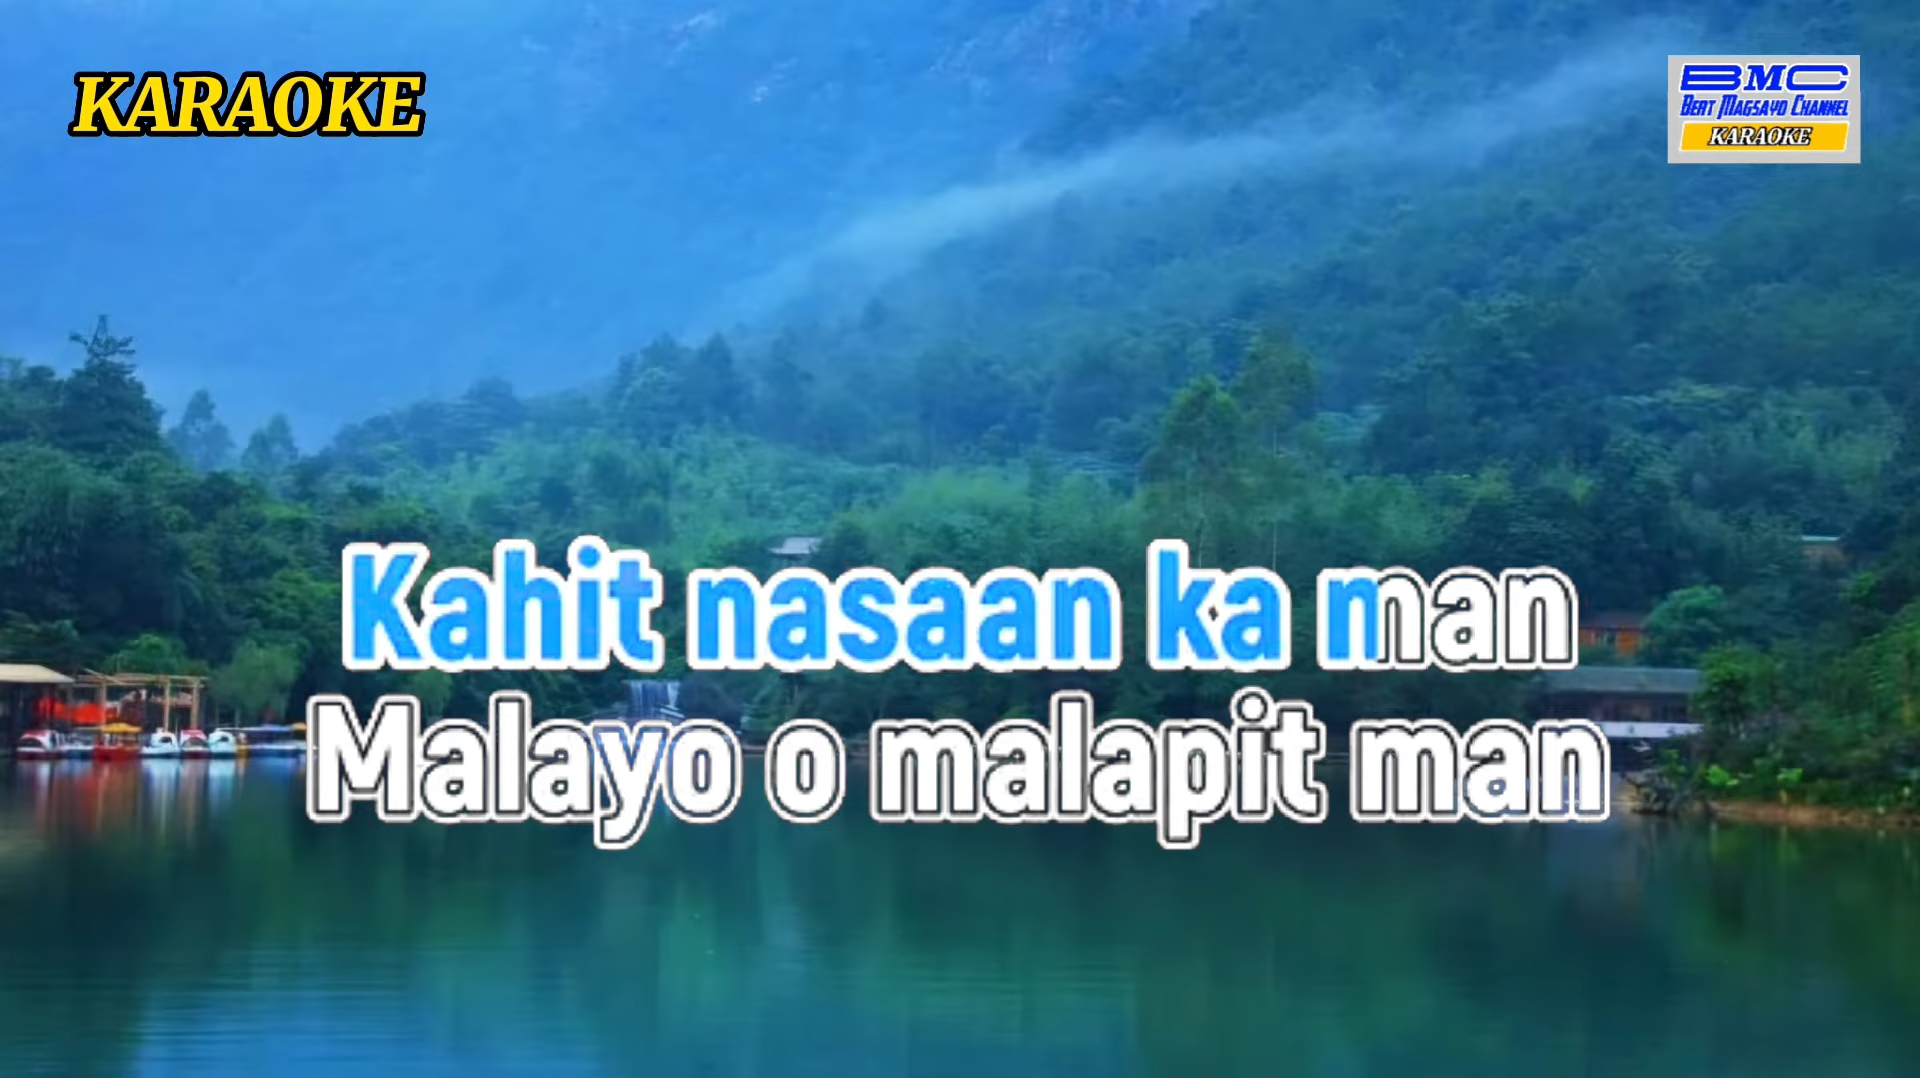 KARAOKE
BMC
BERT MAGSAYO CHANNEL
KARAOKE
Kahit nasaan ka man
Malayo o malapit man